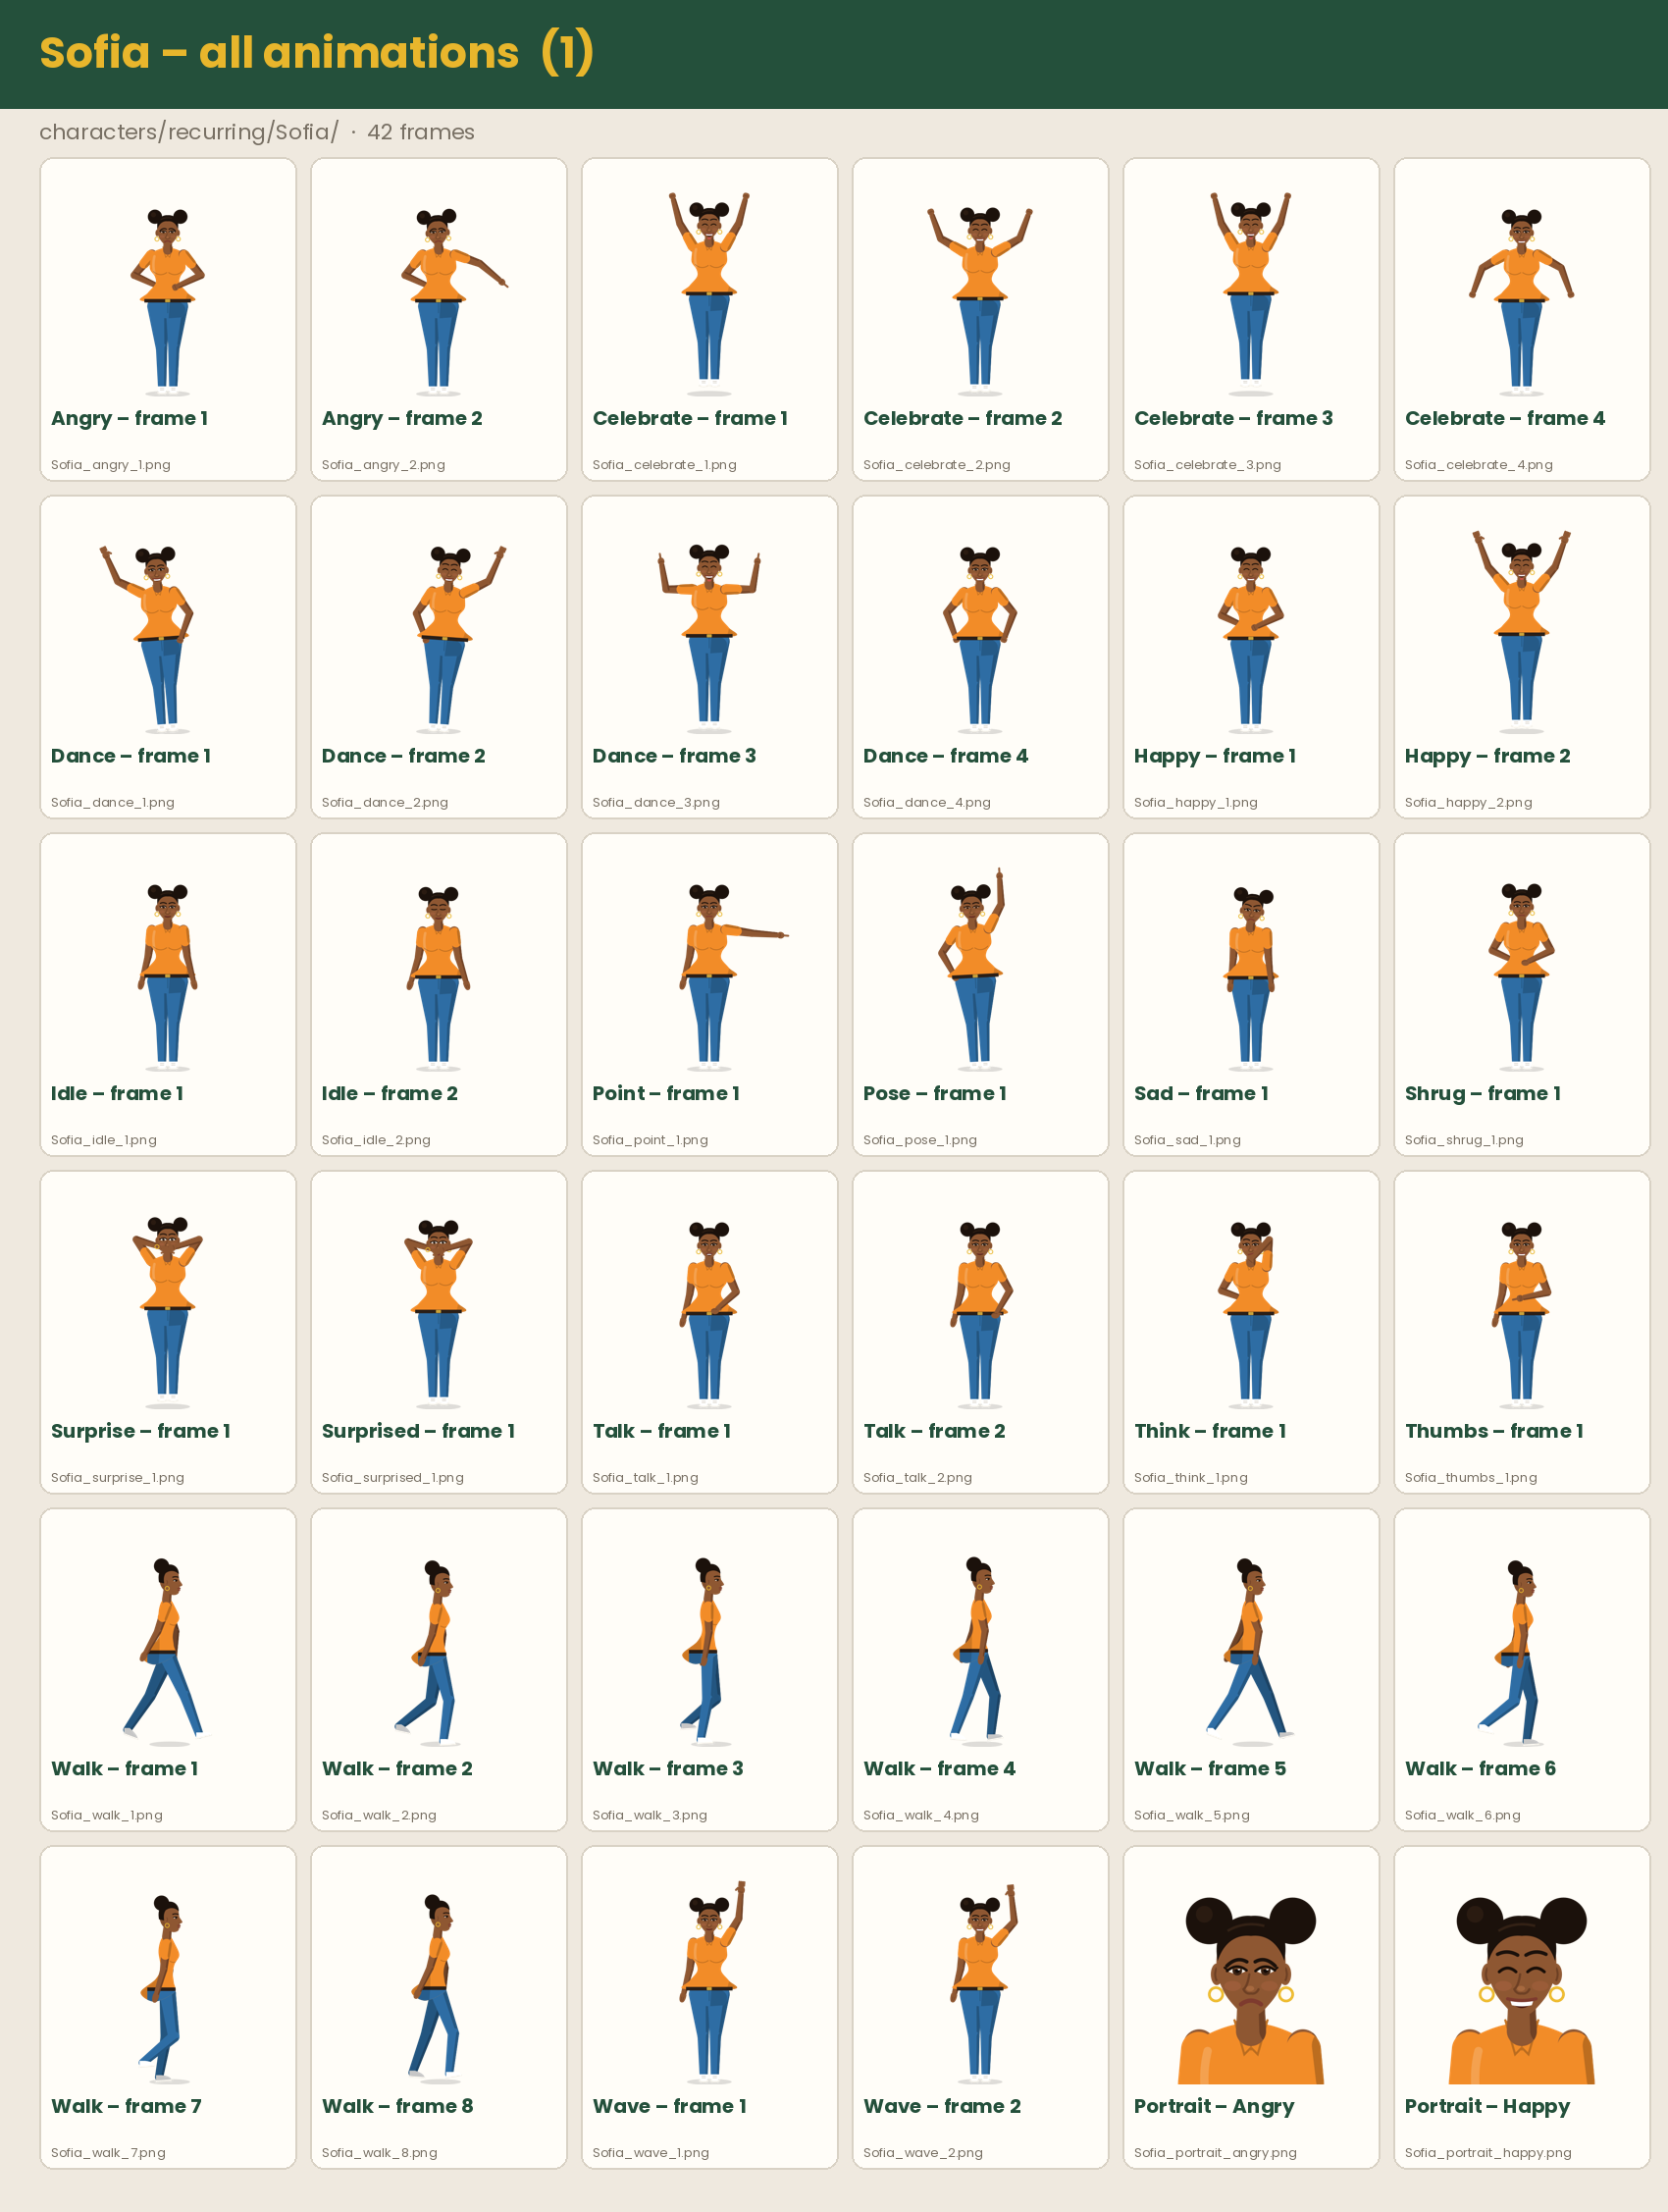 Sofia – all animations (1)
characters/recurring/Sofia/ · 42 frames
Angry – frame 1
Angry – frame 2
Celebrate – frame 1
Celebrate – frame 2
Celebrate – frame 3
Celebrate – frame 4
Sofia_angry_1.png
Sofia_angry_2.png
Sofia_celebrate_1.png
Sofia_celebrate_2.png
Sofia_celebrate_3.png
Sofia_celebrate_4.png
Dance – frame 1
Dance – frame 2
Dance – frame 3
Dance – frame 4
Happy – frame 1
Happy – frame 2
Sofia_dance_1.png
Sofia_dance_2.png
Sofia_dance_3.png
Sofia_dance_4.png
Sofia_happy_1.png
Sofia_happy_2.png
Idle – frame 1
Idle – frame 2
Point – frame 1
Pose – frame 1
Sad – frame 1
Shrug – frame 1
Sofia_idle_1.png
Sofia_idle_2.png
Sofia_point_1.png
Sofia_pose_1.png
Sofia_sad_1.png
Sofia_shrug_1.png
Surprise – frame 1
Surprised – frame 1
Talk – frame 1
Talk – frame 2
Think – frame 1
Thumbs – frame 1
Sofia_surprise_1.png
Sofia_surprised_1.png
Sofia_talk_1.png
Sofia_talk_2.png
Sofia_think_1.png
Sofia_thumbs_1.png
Walk – frame 1
Walk – frame 2
Walk – frame 3
Walk – frame 4
Walk – frame 5
Walk – frame 6
Sofia_walk_1.png
Sofia_walk_2.png
Sofia_walk_3.png
Sofia_walk_4.png
Sofia_walk_5.png
Sofia_walk_6.png
Walk – frame 7
Walk – frame 8
Wave – frame 1
Wave – frame 2
Portrait – Angry
Portrait – Happy
Sofia_walk_7.png
Sofia_walk_8.png
Sofia_wave_1.png
Sofia_wave_2.png
Sofia_portrait_angry.png
Sofia_portrait_happy.png